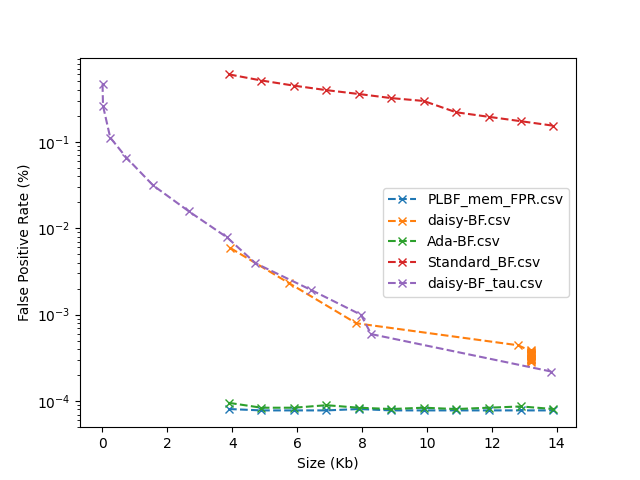 False Positive Rate (%)
10⁻¹
10⁻²
10⁻³
10⁻⁴
PLBF_mem_FPR.csv
daisy-BF.csv
Ada-BF.csv
Standard_BF.csv
daisy-BF_tau.csv
0 2 4 6 8 10 12 14
Size (Kb)